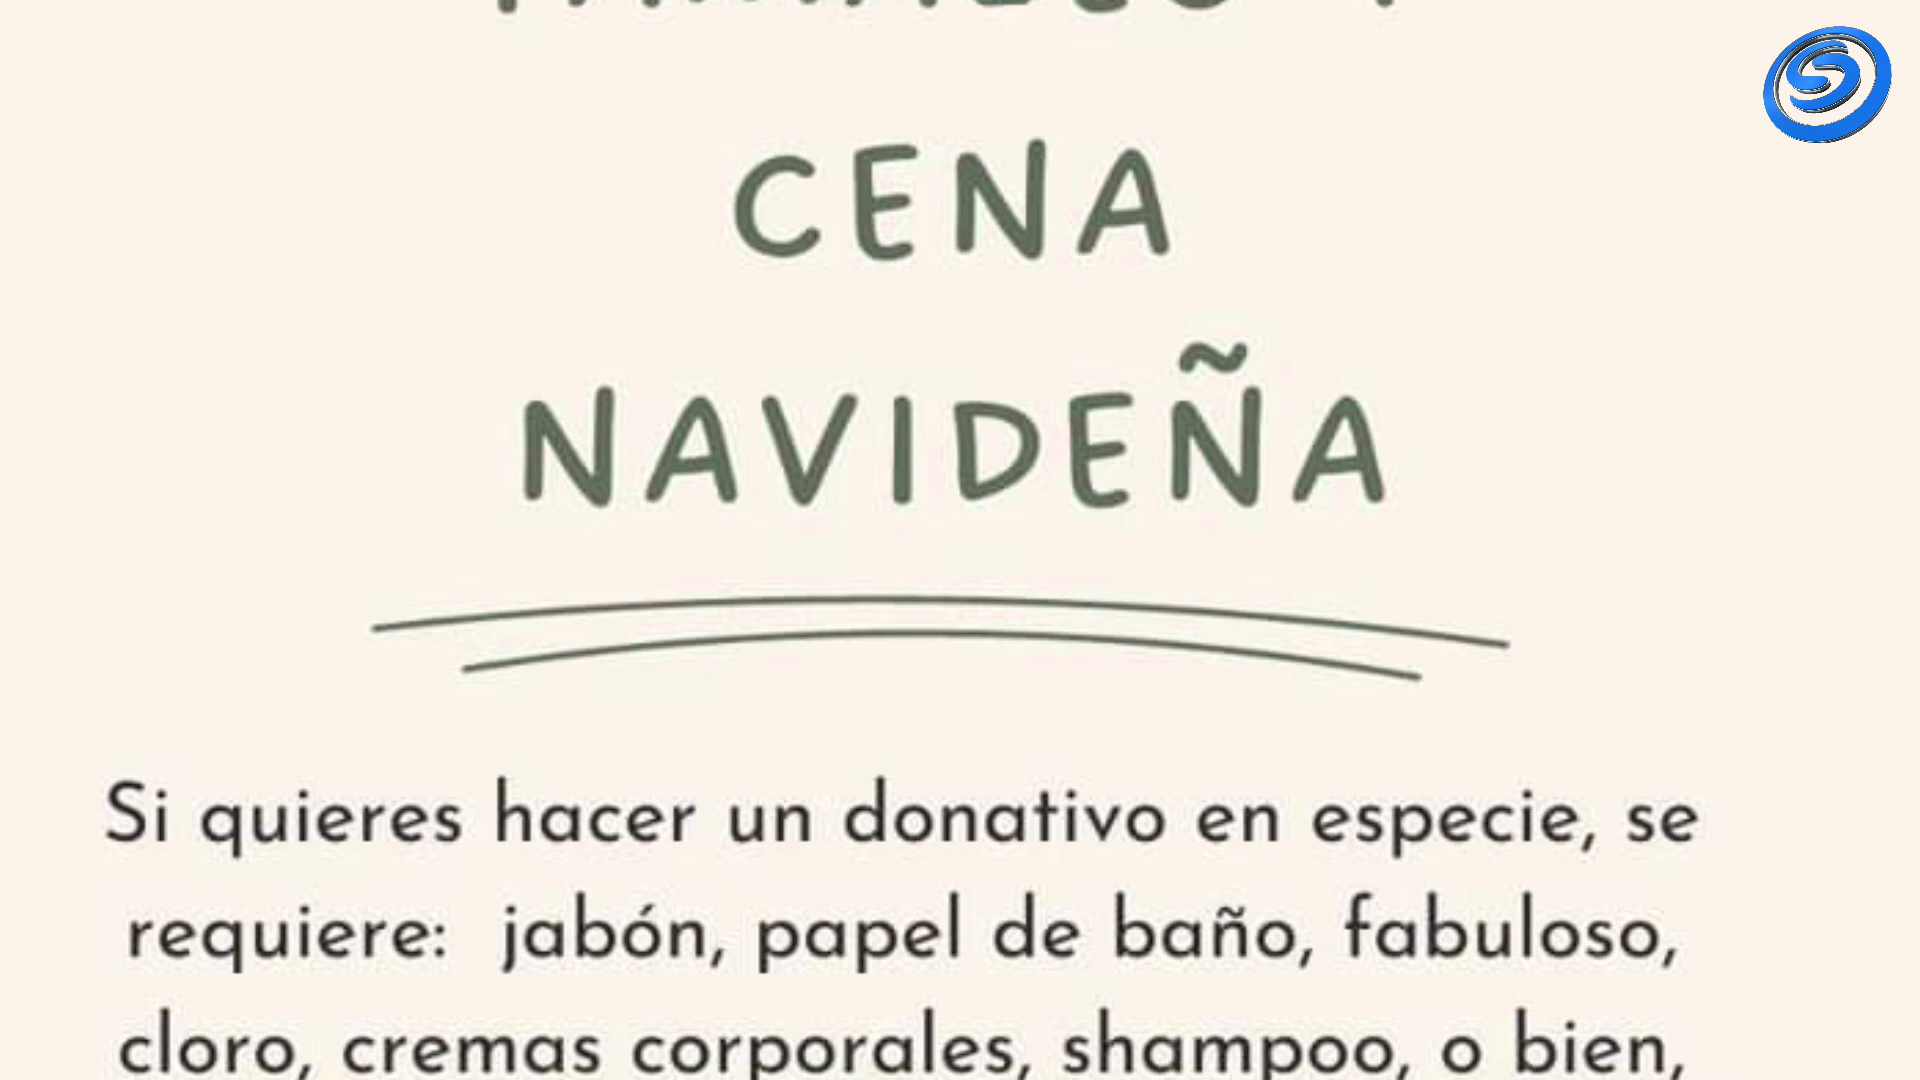 CENA
NAVIDEÑA
Si quieres hacer un donativo en especie, se
requiere: jabón, papel de baño, fabuloso,
cloro, cremas corporales, shampoo, o bien,